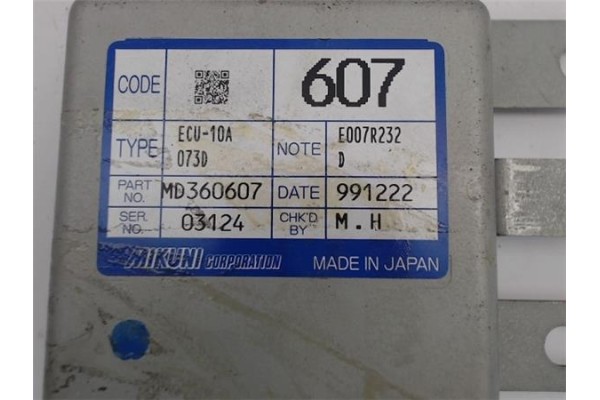 CODE 607
TYPE ECU-10A NOTE E007R232
073D D
PART NO. MD360607 DATE 991222
SER. NO. 03124 CHK'D BY M.H
MIKUNI CORPORATION MADE IN JAPAN